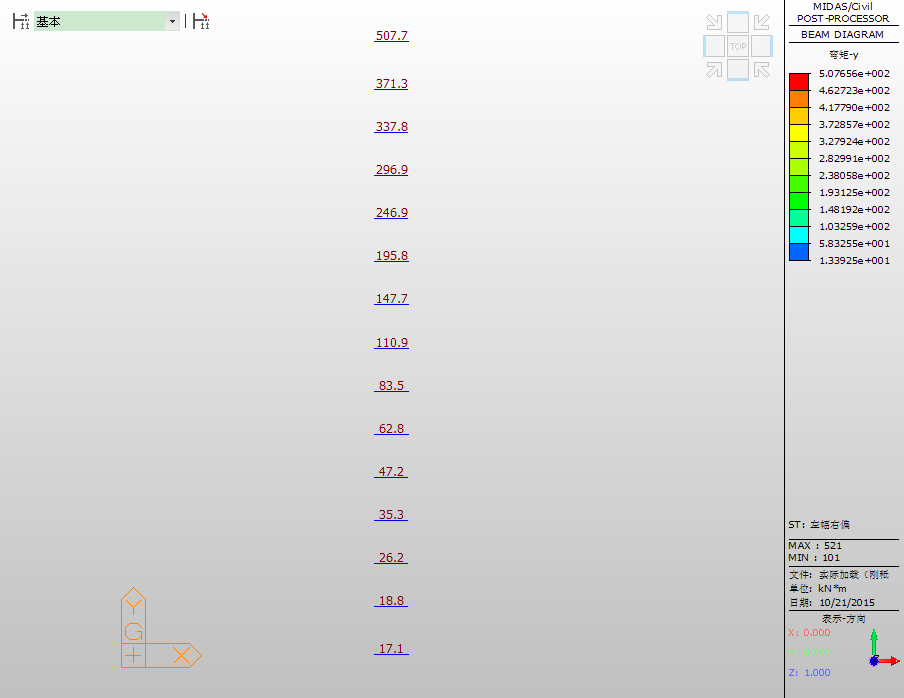 基本
507.7
371.3
337.8
296.9
246.9
195.8
147.7
110.9
83.5
62.8
47.2
35.3
26.2
18.8
17.1
TOP
Y
G
X
MIDAS/Civil
POST-PROCESSOR
BEAM DIAGRAM
弯矩-y
5.07656e+002
4.62723e+002
4.17790e+002
3.72857e+002
3.27924e+002
2.82991e+002
2.38058e+002
1.93125e+002
1.48192e+002
1.03259e+002
5.83255e+001
1.33925e+001
ST: 左幅右偏
MAX : 521
MIN : 101
文件: 实际加载（刚秖
单位: kN*m
日期: 10/21/2015
表示-方向
X: 0.000
Y: 0.000
Z: 1.000